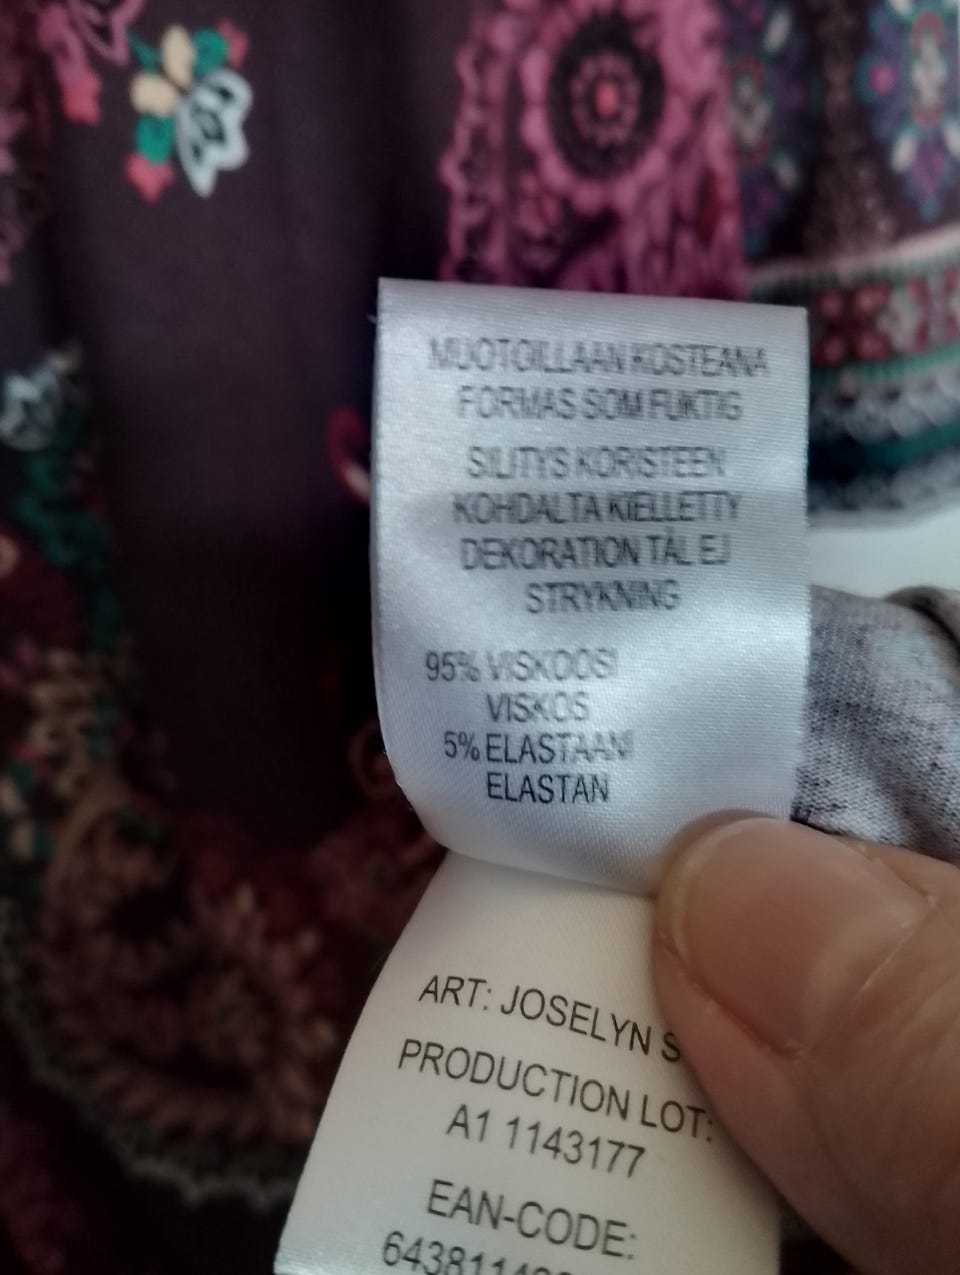 MUOTOILLAAN KOSTEANA
FORMAS SOM FUKTIG
SILITYS KORISTEEN
KOHDALTA KIELLETTY
DEKORATION TÅL EJ
STRYKNING
95% VISKOOSI
VISKOS
5% ELASTAANI
ELASTAN
ART: JOSELYN S
PRODUCTION LOT:
A1 1143177
EAN-CODE: